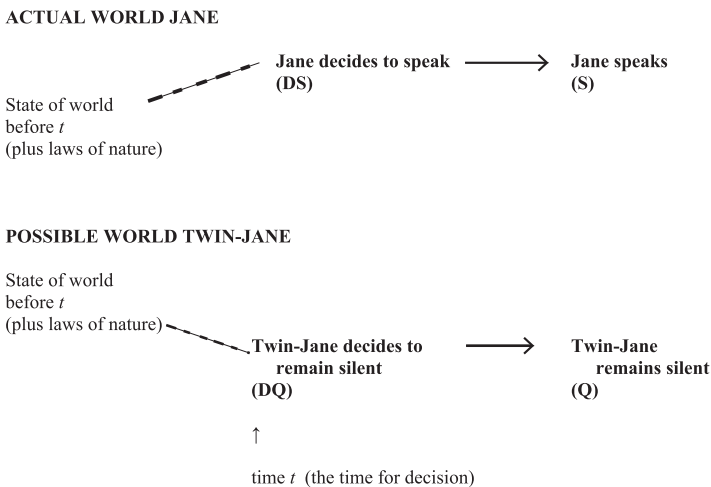 ACTUAL WORLD JANE
Jane decides to speak
(DS)
Jane speaks
(S)
State of world
before t
(plus laws of nature)
POSSIBLE WORLD TWIN-JANE
State of world
before t
(plus laws of nature)
Twin-Jane decides to
remain silent
(DQ)
Twin-Jane
remains silent
(Q)
↑
time t (the time for decision)